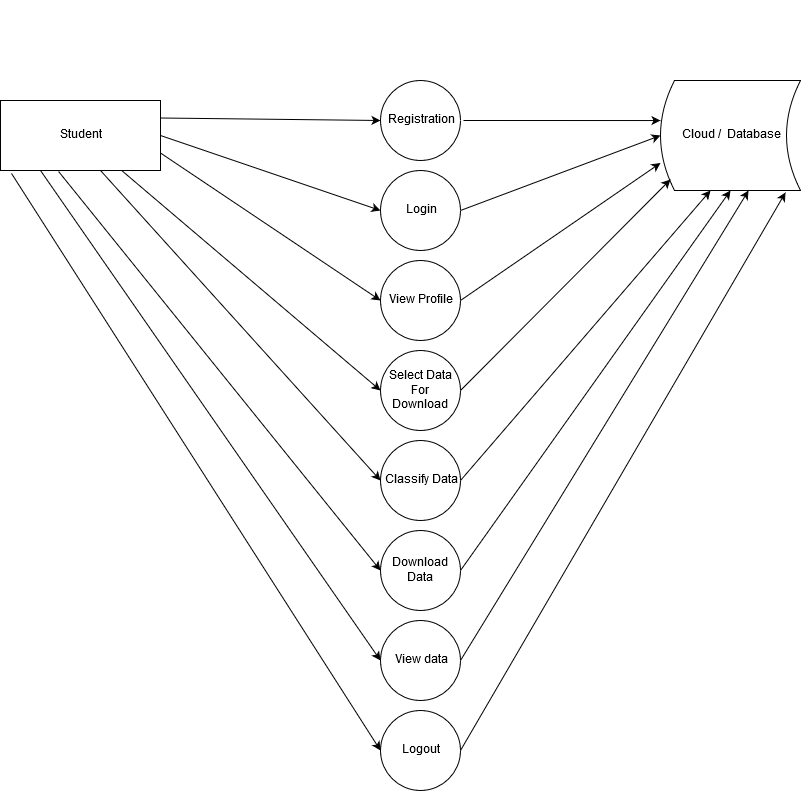 Student
Registration
Cloud /  Database
Login
View Profile
Select Data
For
Download
Classify Data
Download
Data
View data
Logout